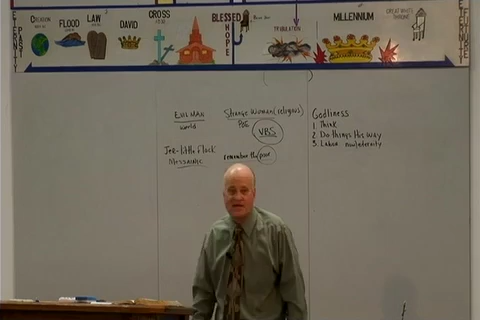 ETERNITY PAST
CREATION
FLOOD
LAW
DAVID
CROSS
BLESSED HOPE
TRIBULATION
MILLENNIUM
GREAT WHITE THRONE
ETERNITY FUTURE
EVIL MAN
world
Strange Woman (religous)
VBS
Jer - little flock
Message
remember the poor
Godliness
1. Think
2. Do things His way
3. Labor now/eternity